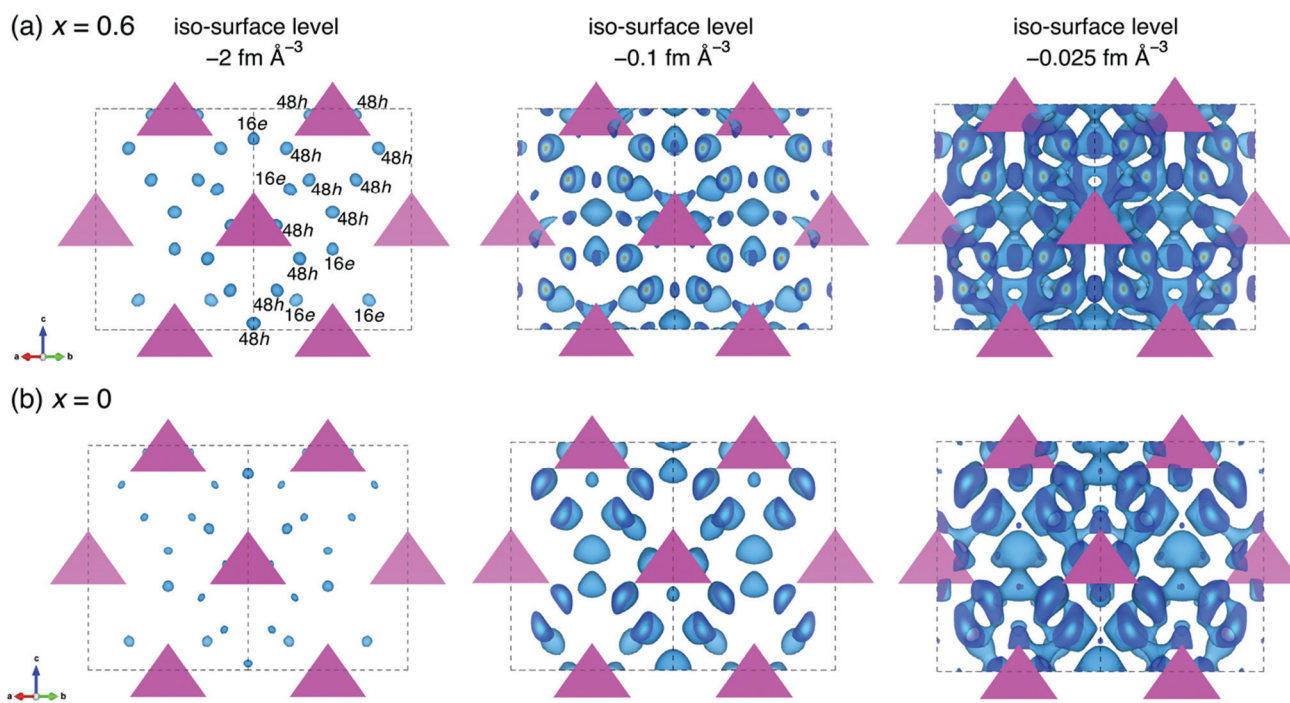 (a) x = 0.6
iso-surface level
−2 fm Å⁻³
iso-surface level
−0.1 fm Å⁻³
iso-surface level
−0.025 fm Å⁻³
48h 48h
16e
48h 48h
16e 48h 48h
48h
48h
16e
48h
48h 16e 16e
48h
c
a b
(b) x = 0
c
a b